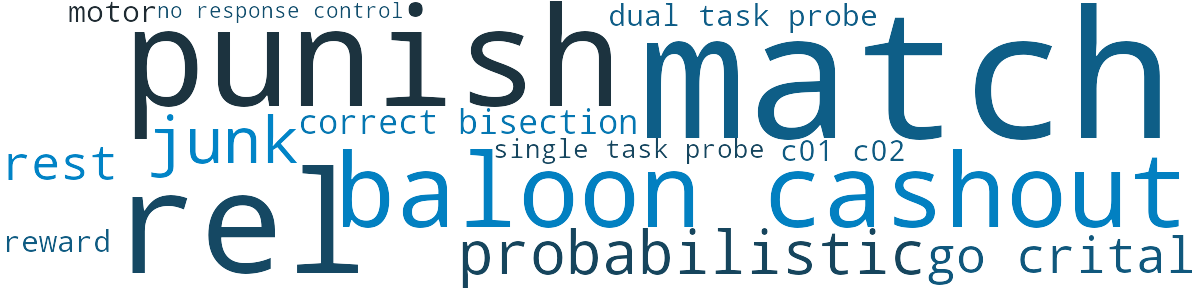 motor
no response control
dual task probe
punish
match
junk
correct bisection
rest
single task probe
c01 c02
rel
baloon cashout
reward
probabilistic
go crital